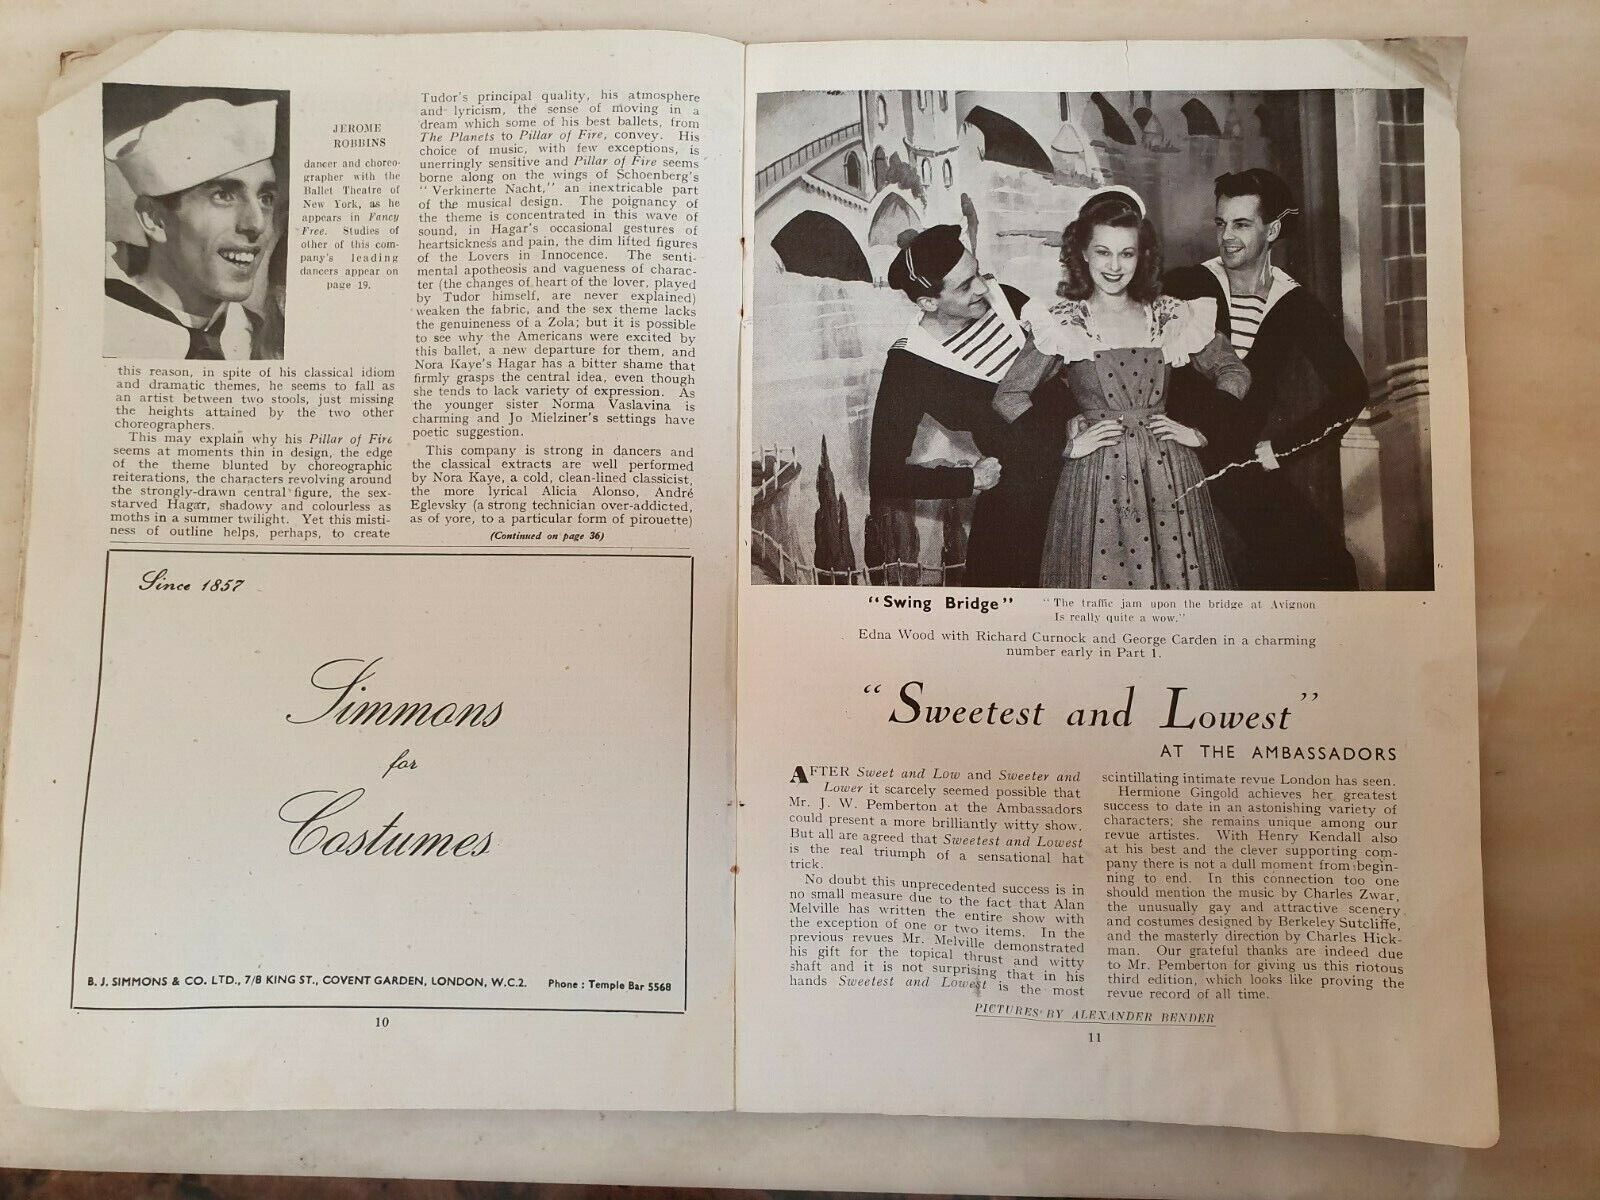 JEROME
ROBBINS
dancer and choreo-
grapher with the
Ballet Theatre of
New York, as he
appears in Fancy
Free. Studies of
other of this com-
pany's leading
dancers appear on
page 19.
this reason, in spite of his classical idiom
and dramatic themes, he seems to fall as
an artist between two stools, just missing
the heights attained by the two other
choreographers.
This may explain why his Pillar of Fire
seems at moments thin in design, the edge
of the theme blunted by choreographic
reiterations, the characters revolving around
the strongly-drawn central figure, the sex-
starved Hagar, shadowy and colourless as
moths in a summer twilight. Yet this misti-
ness of outline helps, perhaps, to create
Tudor's principal quality, his atmosphere
and lyricism, the sense of moving in a
dream which some of his best ballets, from
The Planets to Pillar of Fire, convey. His
choice of music, with few exceptions, is
unerringly sensitive and Pillar of Fire seems
borne along on the wings of Schoenberg's
"Verkinerte Nacht," an inextricable part
of the musical design. The poignancy of
the theme is concentrated in this wave of
sound, in Hagar's occasional gestures of
heartsickness and pain, the dim lifted figures
of the Lovers in Innocence. The senti-
mental apotheosis and vagueness of charac-
ter (the changes of heart of the lover, played
by Tudor himself, are never explained)
weaken the fabric, and the sex theme lacks
the genuineness of a Zola; but it is possible
to see why the Americans were excited by
this ballet, a new departure for them, and
Nora Kaye's Hagar has a bitter shame that
firmly grasps the central idea, even though
she tends to lack variety of expression. As
the younger sister Norma Vaslavina is
charming and Jo Mielziner's settings have
poetic suggestion.
This company is strong in dancers and
the classical extracts are well performed
by Nora Kaye, a cold, clean-lined classicist,
the more lyrical Alicia Alonso, André
Eglevsky (a strong technician over-addicted,
as of yore, to a particular form of pirouette)
(Continued on page 36)
Since 1857
Simmons
for
Costumes
B. J. SIMMONS & CO. LTD., 7/8 KING ST., COVENT GARDEN, LONDON, W.C.2. Phone : Temple Bar 5568
10
"Swing Bridge" "The traffic jam upon the bridge at Avignon
Is really quite a wow."
Edna Wood with Richard Curnock and George Carden in a charming
number early in Part 1.
"Sweetest and Lowest"
AT THE AMBASSADORS
AFTER Sweet and Low and Sweeter and
Lower it scarcely seemed possible that
Mr. J. W. Pemberton at the Ambassadors
could present a more brilliantly witty show.
But all are agreed that Sweetest and Lowest
is the real triumph of a sensational hat
trick.
No doubt this unprecedented success is in
no small measure due to the fact that Alan
Melville has written the entire show with
the exception of one or two items. In the
previous revues Mr. Melville demonstrated
his gift for the topical thrust and witty
shaft and it is not surprising that in his
hands Sweetest and Lowest is the most
scintillating intimate revue London has seen.
Hermione Gingold achieves her greatest
success to date in an astonishing variety of
characters; she remains unique among our
revue artistes. With Henry Kendall also
at his best and the clever supporting com-
pany there is not a dull moment from begin-
ning to end. In this connection too one
should mention the music by Charles Zwar,
the unusually gay and attractive scenery
and costumes designed by Berkeley Sutcliffe,
and the masterly direction by Charles Hick-
man. Our grateful thanks are indeed due
to Mr. Pemberton for giving us this riotous
third edition, which looks like proving the
revue record of all time.
PICTURES BY ALEXANDER BENDER
11